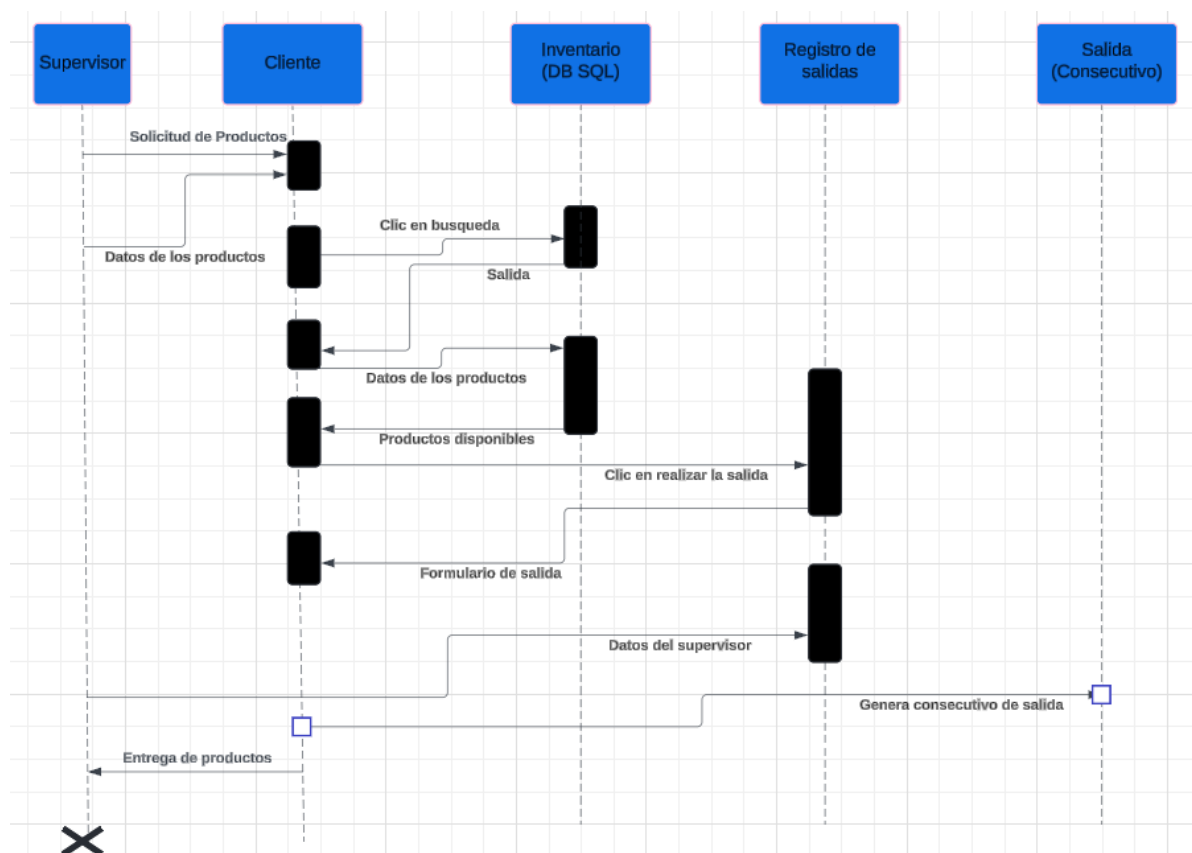 Supervisor
Cliente
Inventario
(DB SQL)
Registro de
salidas
Salida
(Consecutivo)
Solicitud de Productos
Clic en busqueda
Datos de los productos
Salida
Datos de los productos
Productos disponibles
Clic en realizar la salida
Formulario de salida
Datos del supervisor
Genera consecutivo de salida
Entrega de productos